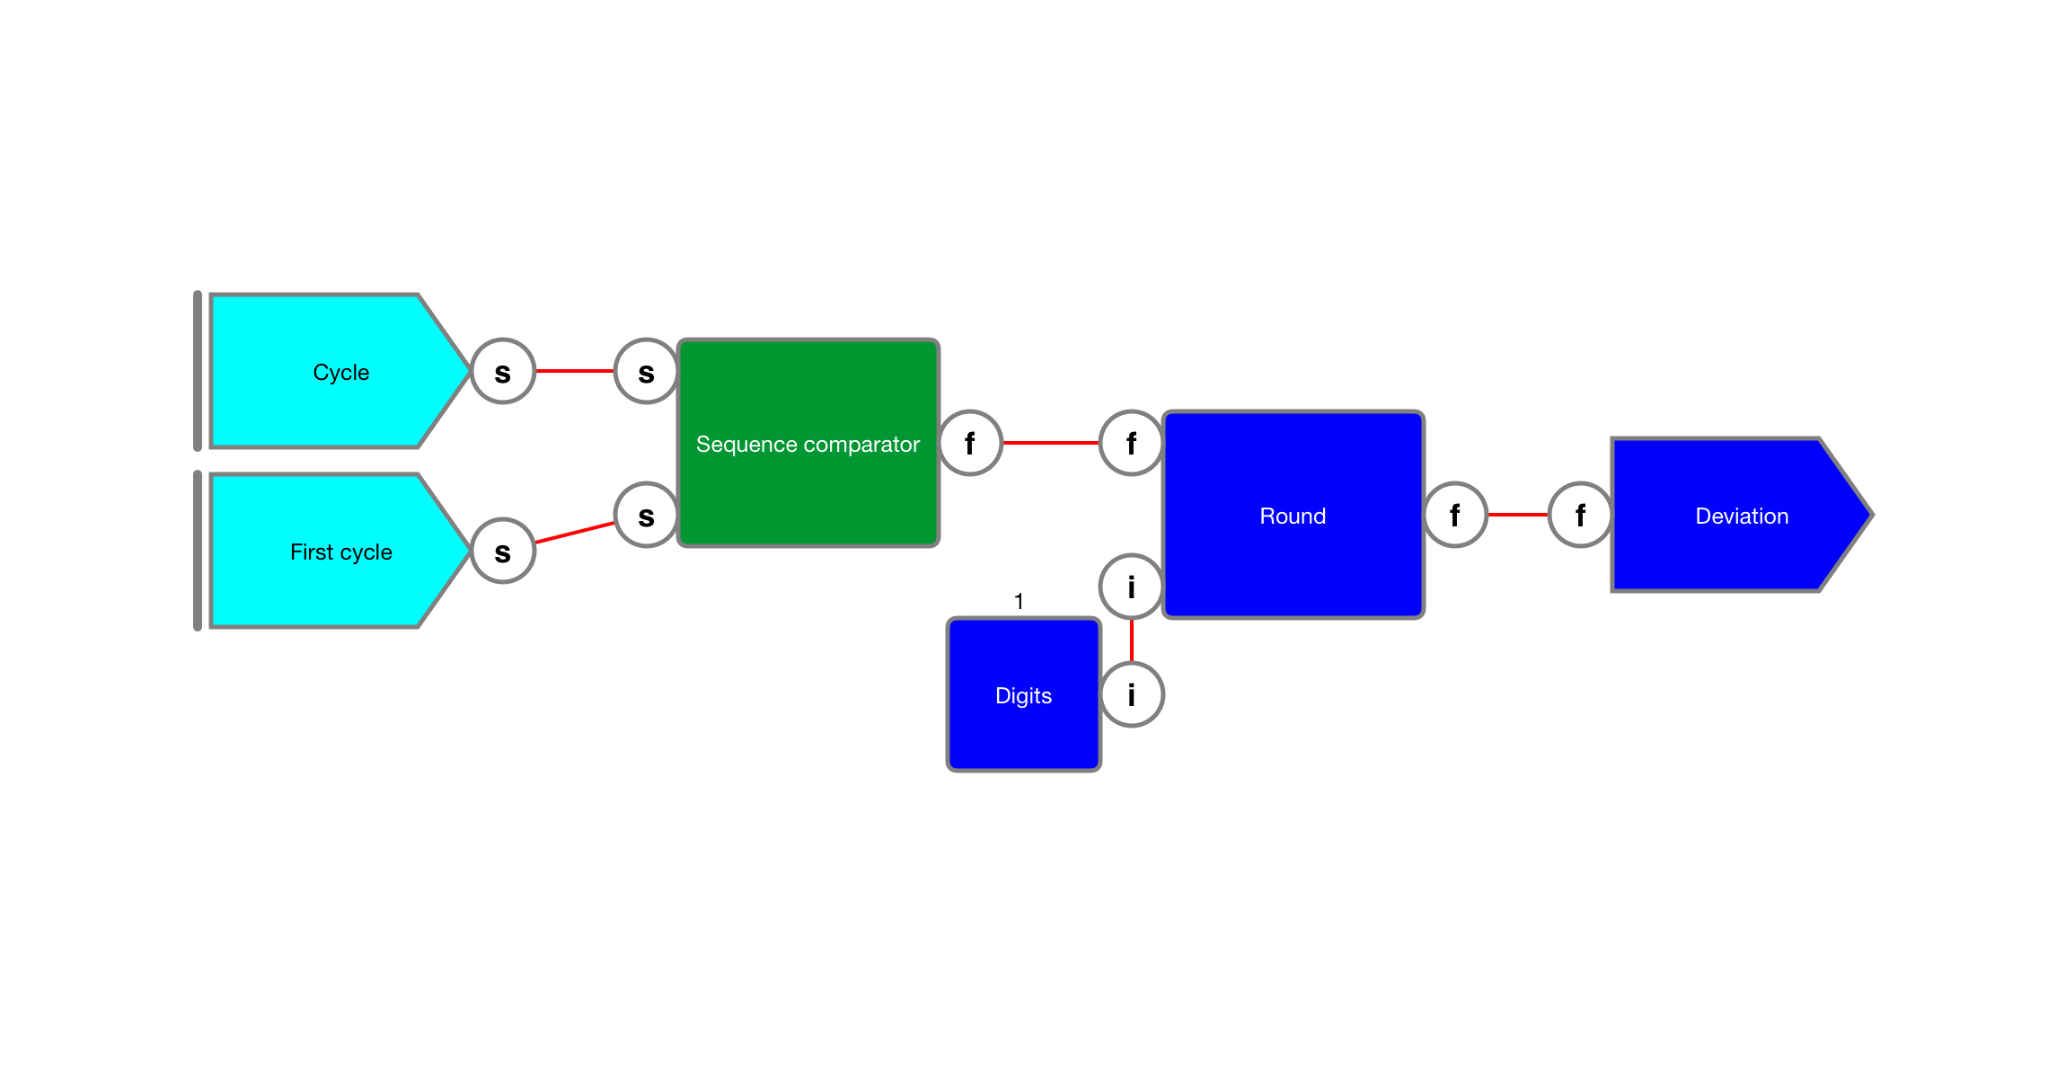 Cycle
s
s
Sequence comparator
f
f
First cycle
s
s
Round
f
f
Deviation
i
1
Digits
i